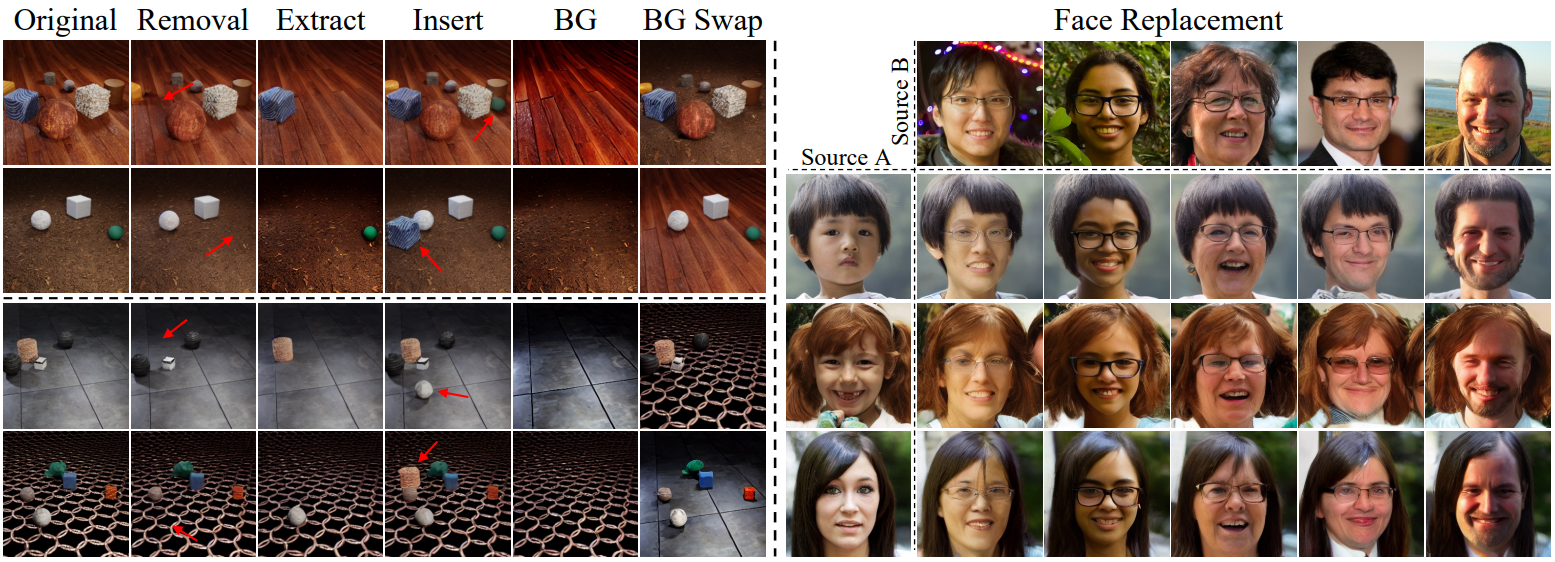 Original Removal Extract Insert BG BG Swap
Face Replacement
Source B
Source A